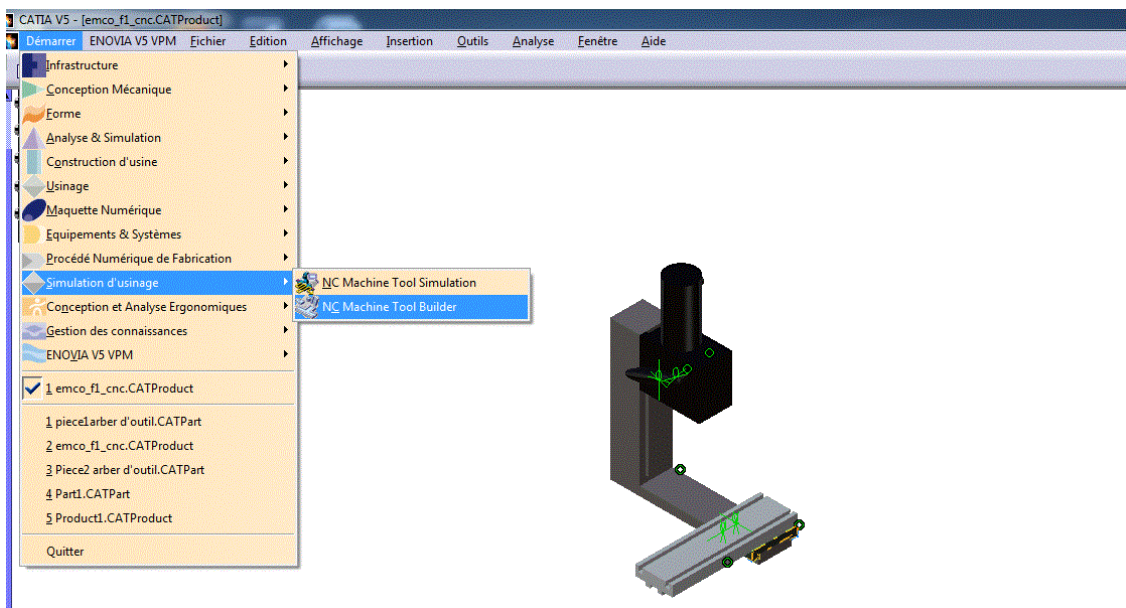 CATIA V5 - [emco_f1_cnc.CATProduct]
Démarrer ENOVIA V5 VPM Fichier Edition Affichage Insertion Outils Analyse Fenêtre Aide
Infrastructure
Conception Mécanique
Forme
Analyse & Simulation
Construction d'usine
Usinage
Maquette Numérique
Equipements & Systèmes
Procédé Numérique de Fabrication
Simulation d'usinage
NC Machine Tool Simulation
NC Machine Tool Builder
Conception et Analyse Ergonomiques
Gestion des connaissances
ENOVIA V5 VPM
1 emco_f1_cnc.CATProduct
1 piece1arber d'outil.CATPart
2 emco_f1_cnc.CATProduct
3 Piece2 arber d'outil.CATPart
4 Part1.CATPart
5 Product1.CATProduct
Quitter